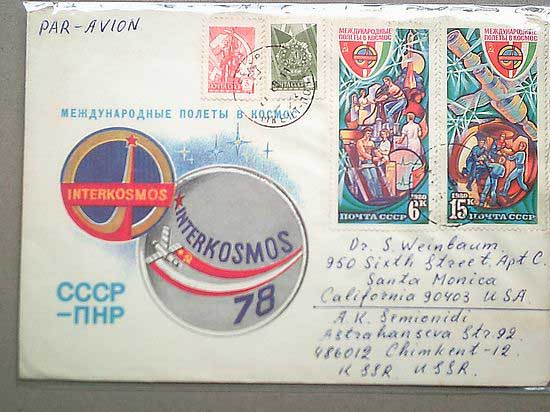 PAR-AVION
МЕЖДУНАРОДНЫЕ ПОЛЕТЫ В КОСМОС
INTERKOSMOS
INTERKOSMOS
78
СССР
-ПНР
МЕЖДУНАРОДНЫЕ
ПОЛЕТЫ В КОСМОС
1980
6К
ПОЧТА СССР
МЕЖДУНАРОДНЫЕ
ПОЛЕТЫ В КОСМОС
1980
15К
ПОЧТА СССР
Dr. S. Weinbaum
950 Sixth Street, Apt C.
Santa Monica
California 90403 USA.
A.K. Semionidi
Astrahanseva Str. 92.
486012 Chimkent-12.
K SSR. USSR.